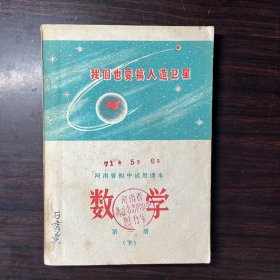 我们也要搞人造卫星
71年 5月 6日
河南省初中试用课本
数学
第 册
(下)